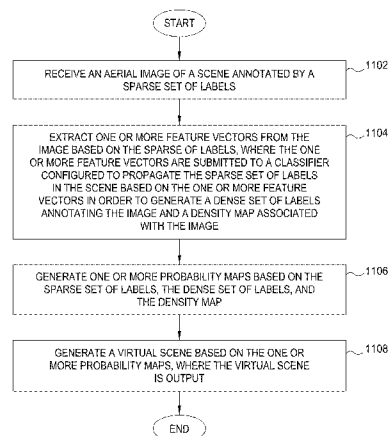 START
1102
RECEIVE AN AERIAL IMAGE OF A SCENE ANNOTATED BY A
SPARSE SET OF LABELS
1104
EXTRACT ONE OR MORE FEATURE VECTORS FROM THE
IMAGE BASED ON THE SPARSE OF LABELS, WHERE THE ONE
OR MORE FEATURE VECTORS ARE SUBMITTED TO A CLASSIFIER
CONFIGURED TO PROPAGATE THE SPARSE SET OF LABELS
IN THE SCENE BASED ON THE ONE OR MORE FEATURE
VECTORS IN ORDER TO GENERATE A DENSE SET OF LABELS
ANNOTATING THE IMAGE AND A DENSITY MAP ASSOCIATED
WITH THE IMAGE
1106
GENERATE ONE OR MORE PROBABILITY MAPS BASED ON THE
SPARSE SET OF LABELS, THE DENSE SET OF LABELS, AND
THE DENSITY MAP
1108
GENERATE A VIRTUAL SCENE BASED ON THE ONE OR
MORE PROBABILITY MAPS, WHERE THE VIRTUAL SCENE
IS OUTPUT
END